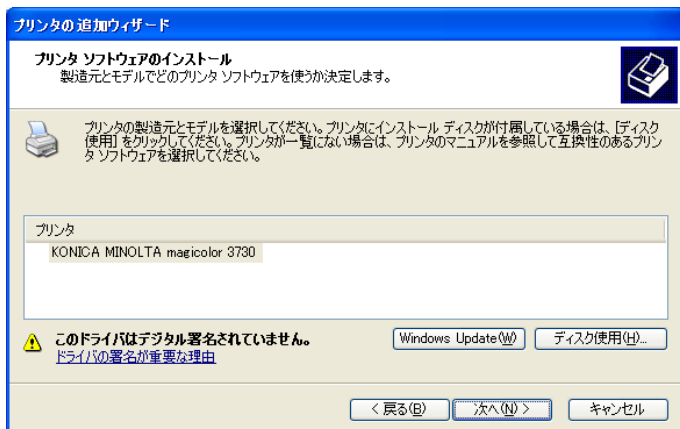 プリンタの追加ウィザード
プリンタ ソフトウェアのインストール
製造元とモデルでどのプリンタ ソフトウェアを使うか決定します。
プリンタの製造元とモデルを選択してください。プリンタにインストール ディスクが付属している場合は、[ディスク
使用] をクリックしてください。プリンタが一覧にない場合は、プリンタのマニュアルを参照して互換性のあるプリン
タ ソフトウェアを選択してください。
プリンタ
KONICA MINOLTA magicolor 3730
このドライバはデジタル署名されていません。
ドライバの署名が重要な理由
Windows Update(W)
ディスク使用(H)...
< 戻る(B)
次へ(N) >
キャンセル